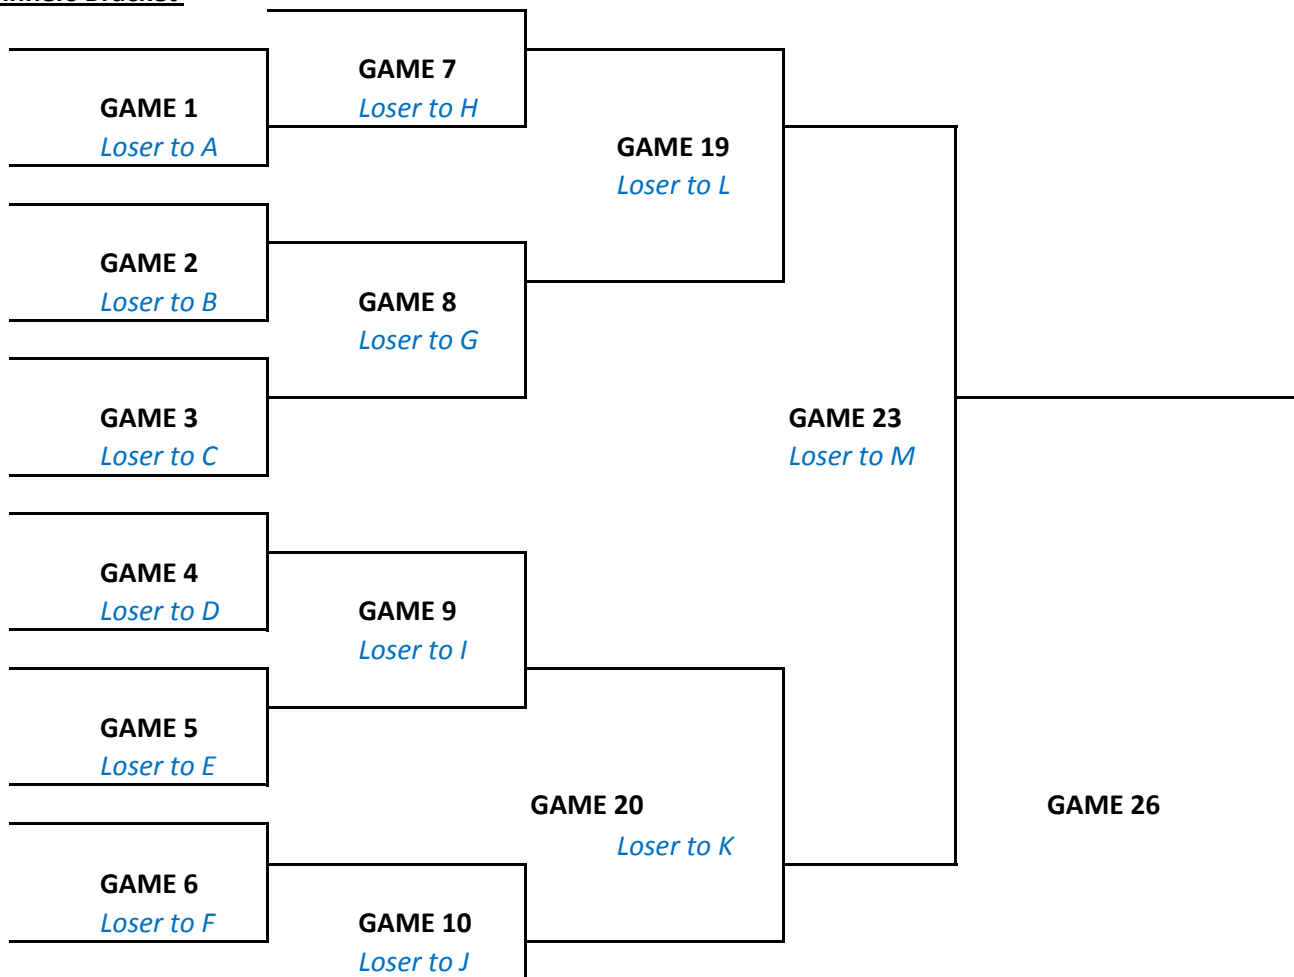 GAME 7
GAME 1
Loser to H
Loser to A
GAME 19
Loser to L
GAME 2
Loser to B
GAME 8
Loser to G
GAME 3
GAME 23
Loser to C
Loser to M
GAME 4
Loser to D
GAME 9
Loser to I
GAME 5
Loser to E
GAME 20
GAME 26
Loser to K
GAME 6
Loser to F
GAME 10
Loser to J